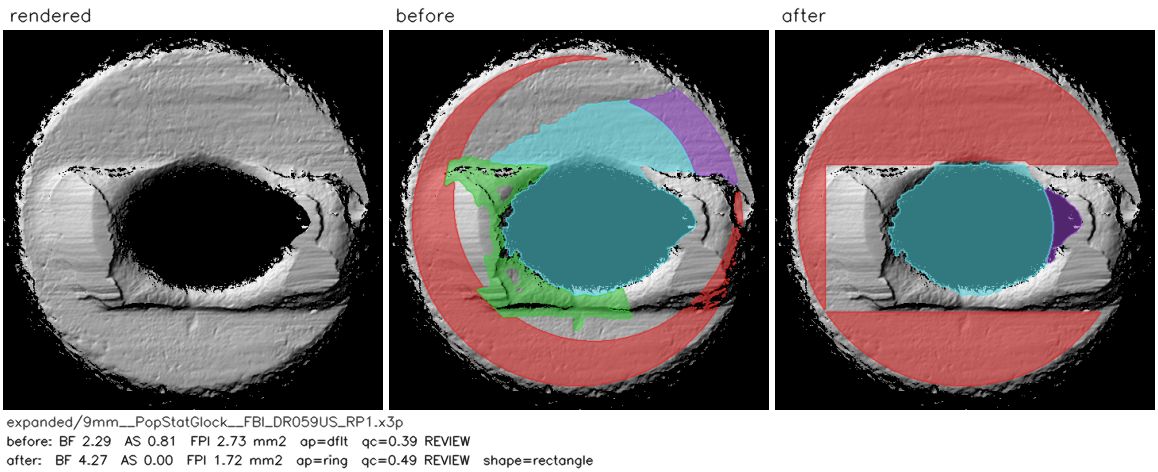 rendered before after
expanded/9mm__PopStatGlock__FBI_DR059US_RP1.x3p
before: BF 2.29 AS 0.81 FPI 2.73 mm2 ap=dflt qc=0.39 REVIEW
after: BF 4.27 AS 0.00 FPI 1.72 mm2 ap=ring qc=0.49 REVIEW shape=rectangle